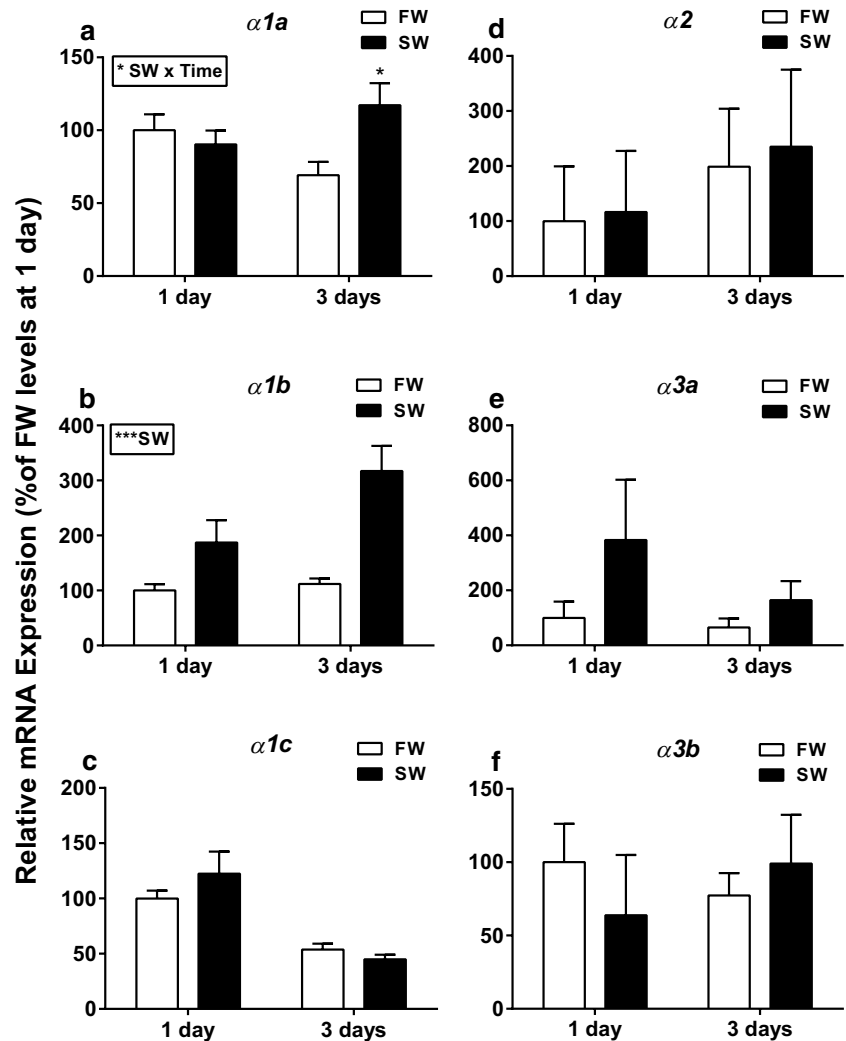 Relative mRNA Expression (%of FW levels at 1 day)
a
α1a
FW
SW
* SW x Time
*
150
100
50
0
1 day
3 days
b
α1b
FW
SW
***SW
400
300
200
100
0
1 day
3 days
c
α1c
FW
SW
200
150
100
50
0
1 day
3 days
d
α2
FW
SW
400
300
200
100
0
1 day
3 days
e
α3a
FW
SW
800
600
400
200
0
1 day
3 days
f
α3b
FW
SW
150
100
50
0
1 day
3 days